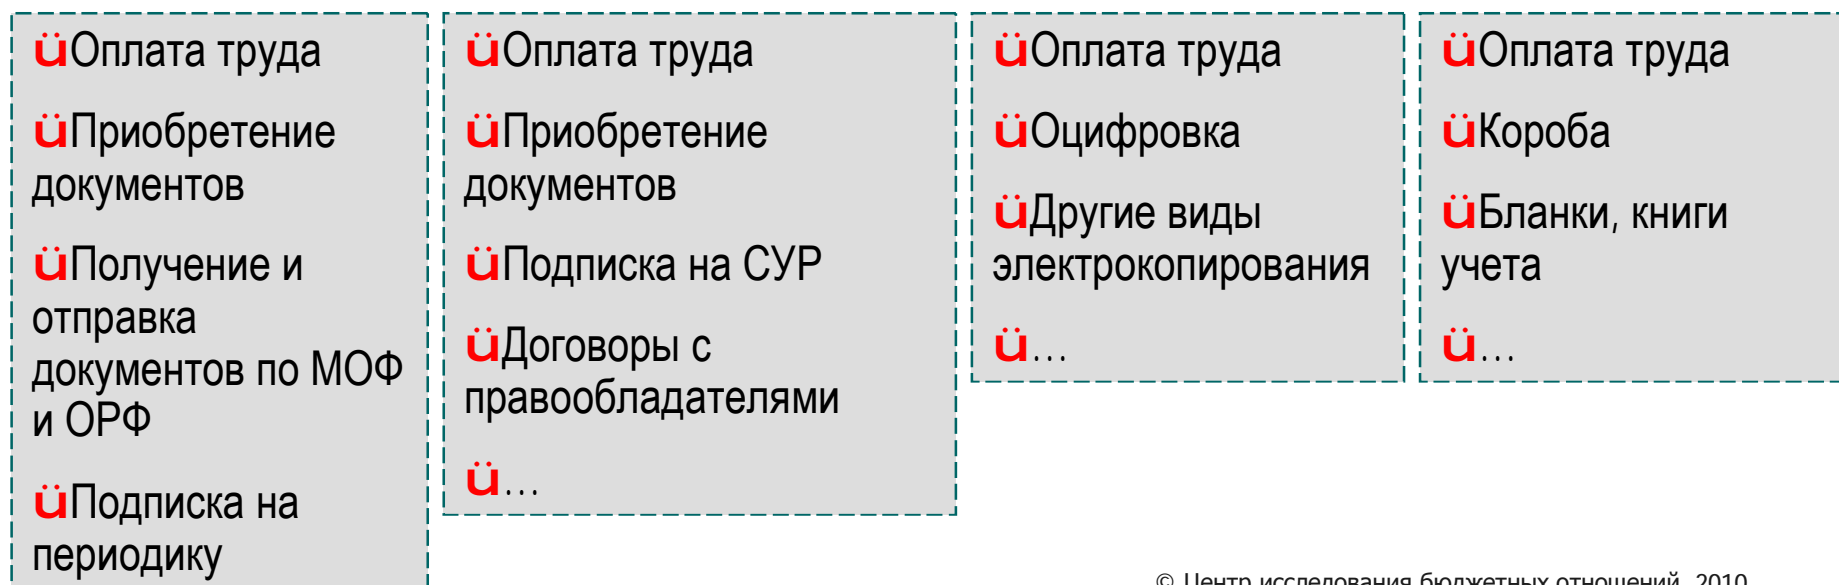 üОплата труда
üПриобретение
документов
üПолучение и
отправка
документов по МОФ
и ОРФ
üПодписка на
периодику
üОплата труда
üПриобретение
документов
üПодписка на СУР
üДоговоры с
правообладателями
ü...
üОплата труда
üОцифровка
üДругие виды
электрокопирования
ü...
üОплата труда
üКороба
üБланки, книги
учета
ü...
© Центр исследования бюджетных отношений, 2010